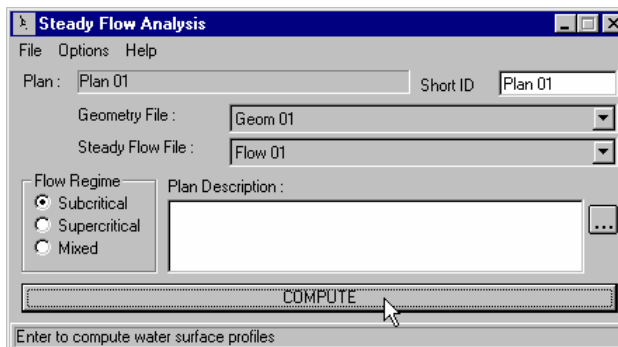 Steady Flow Analysis
File Options Help
Plan : Plan 01 Short ID Plan 01
Geometry File : Geom 01
Steady Flow File : Flow 01
Flow Regime Plan Description :
Subcritical
Supercritical
Mixed
...
COMPUTE
Enter to compute water surface profiles